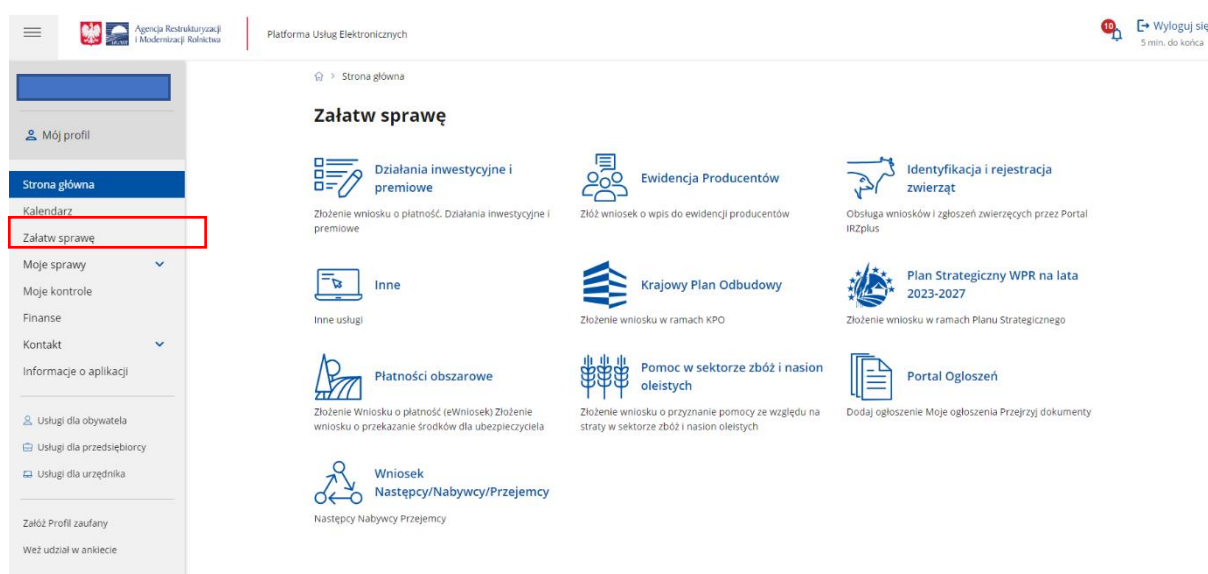 Agencja Restrukturyzacji
i Modernizacji Rolnictwa
Platforma Usług Elektronicznych
10
Wyloguj się
5 min. do końca
Mój profil
Strona główna
Kalendarz
Załatw sprawę
Moje sprawy
Moje kontrole
Finanse
Kontakt
Informacje o aplikacji
Usługi dla obywatela
Usługi dla przedsiębiorcy
Usługi dla urzędnika
Załóż Profil zaufany
Weź udział w ankiecie
> Strona główna
Załatw sprawę
Działania inwestycyjne i
premiowe
Złożenie wniosku o płatność. Działania inwestycyjne i
premiowe
Ewidencja Producentów
Złóż wniosek o wpis do ewidencji producentów
Identyfikacja i rejestracja
zwierząt
Obsługa wniosków i zgłoszeń zwierzęcych przez Portal
IRZplus
Inne
Inne usługi
Krajowy Plan Odbudowy
Złożenie wniosku w ramach KPO
Plan Strategiczny WPR na lata
2023-2027
Złożenie wniosku w ramach Planu Strategicznego
Płatności obszarowe
Złożenie Wniosku o płatność (eWniosek) Złożenie
wniosku o przekazanie środków dla ubezpieczyciela
Pomoc w sektorze zbóż i nasion
oleistych
Złożenie wniosku o przyznanie pomocy ze względu na
straty w sektorze zbóż i nasion oleistych
Portal Ogłoszeń
Dodaj ogłoszenie Moje ogłoszenia Przejrzyj dokumenty
Wniosek
Następcy/Nabywcy/Przejemcy
Następcy Nabywcy Przejemcy